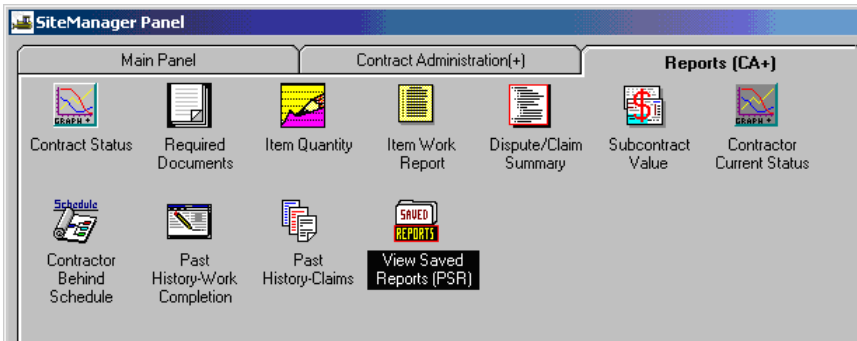 SiteManager Panel
Main Panel
Contract Administration(+)
Reports (CA+)
GRAPH +
GRAPH +
Contract Status
Required
Documents
Item Quantity
Item Work
Report
Dispute/Claim
Summary
Subcontract
Value
Contractor
Current Status
Schedule
SAVED
REPORTS
Contractor
Behind
Schedule
Past
History-Work
Completion
Past
History-Claims
View Saved
Reports (PSR)